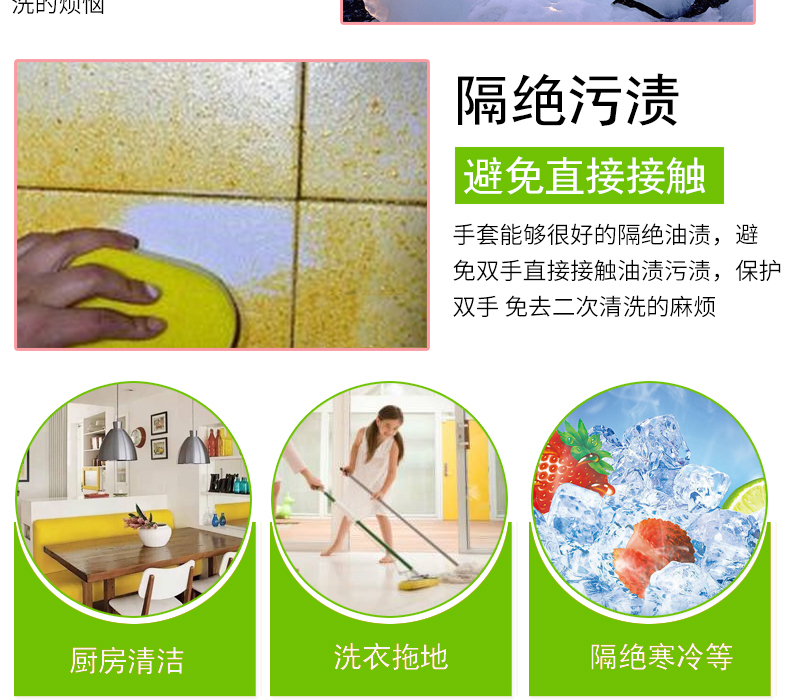 洗的烦恼
隔绝污渍
避免直接接触
手套能够很好的隔绝油渍，避
免双手直接接触油渍污渍，保护
双手 免去二次清洗的麻烦
厨房清洁
洗衣拖地
隔绝寒冷等